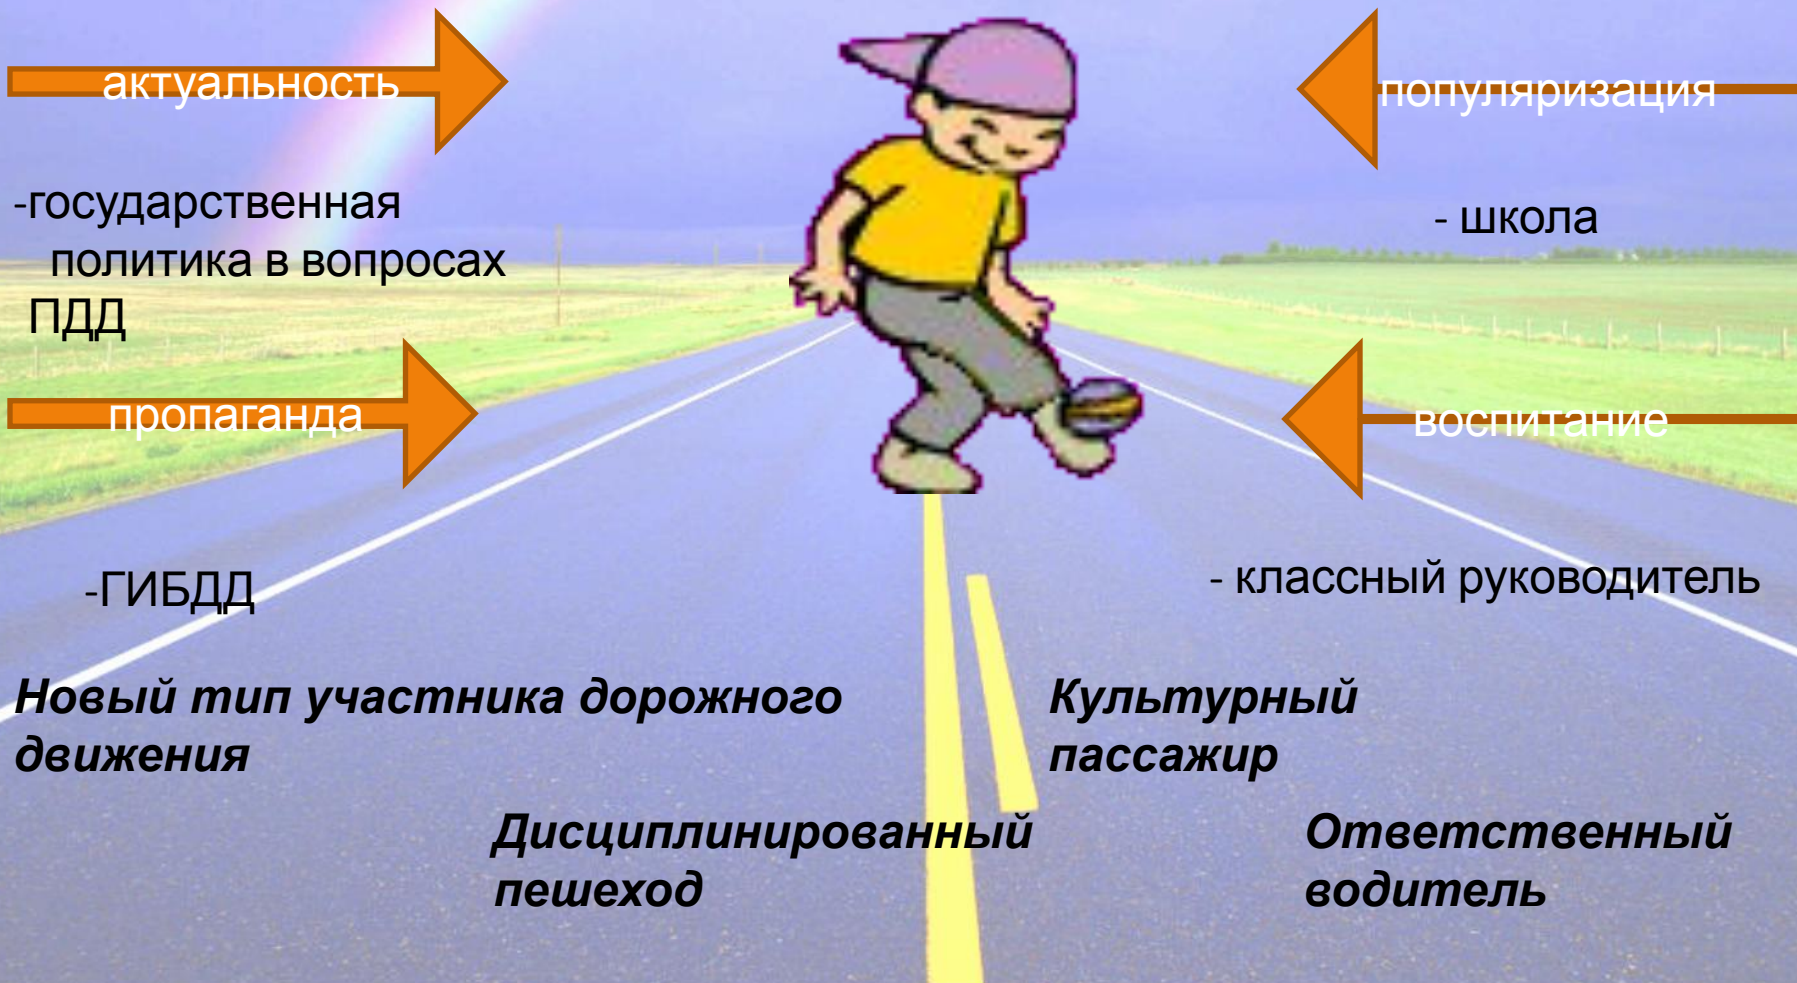 актуальность
популяризация
-государственная
политика в вопросах
ПДД
- школа
пропаганда
воспитание
-ГИБДД
- классный руководитель
Новый тип участника дорожного
движения
Культурный
пассажир
Дисциплинированный
пешеход
Ответственный
водитель